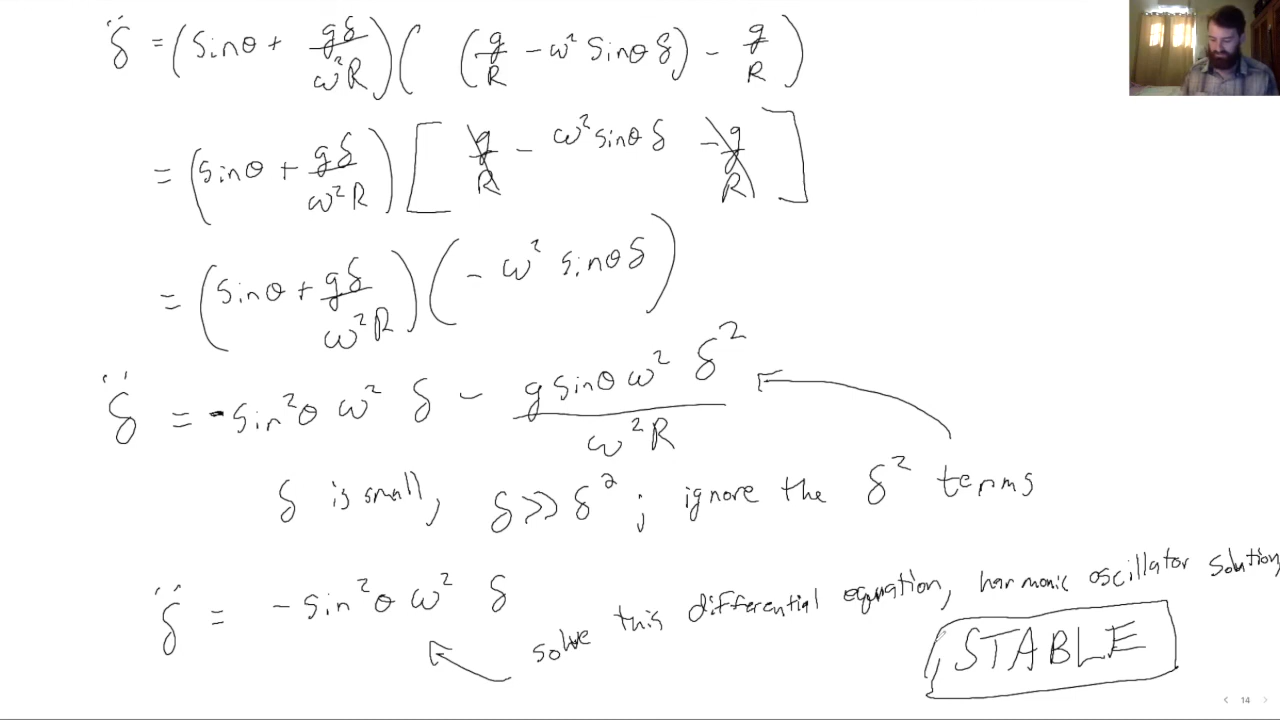 δ̈ = (sinθ + gδ/ω²R)( (g/R − ω² sinθ δ) − g/R )
= (sinθ + gδ/ω²R)[ g/R − ω² sinθ δ − g/R ]
= (sinθ + gδ/ω²R)(− ω² sinθ δ)
δ̈ = -sin²θ ω² δ − g sinθ ω² δ²/ω²R
δ is small, δ >> δ² ; ignore the δ² terms
δ̈ = − sin²θ ω² δ
solve this differential equation, harmonic oscillator solution
STABLE
14